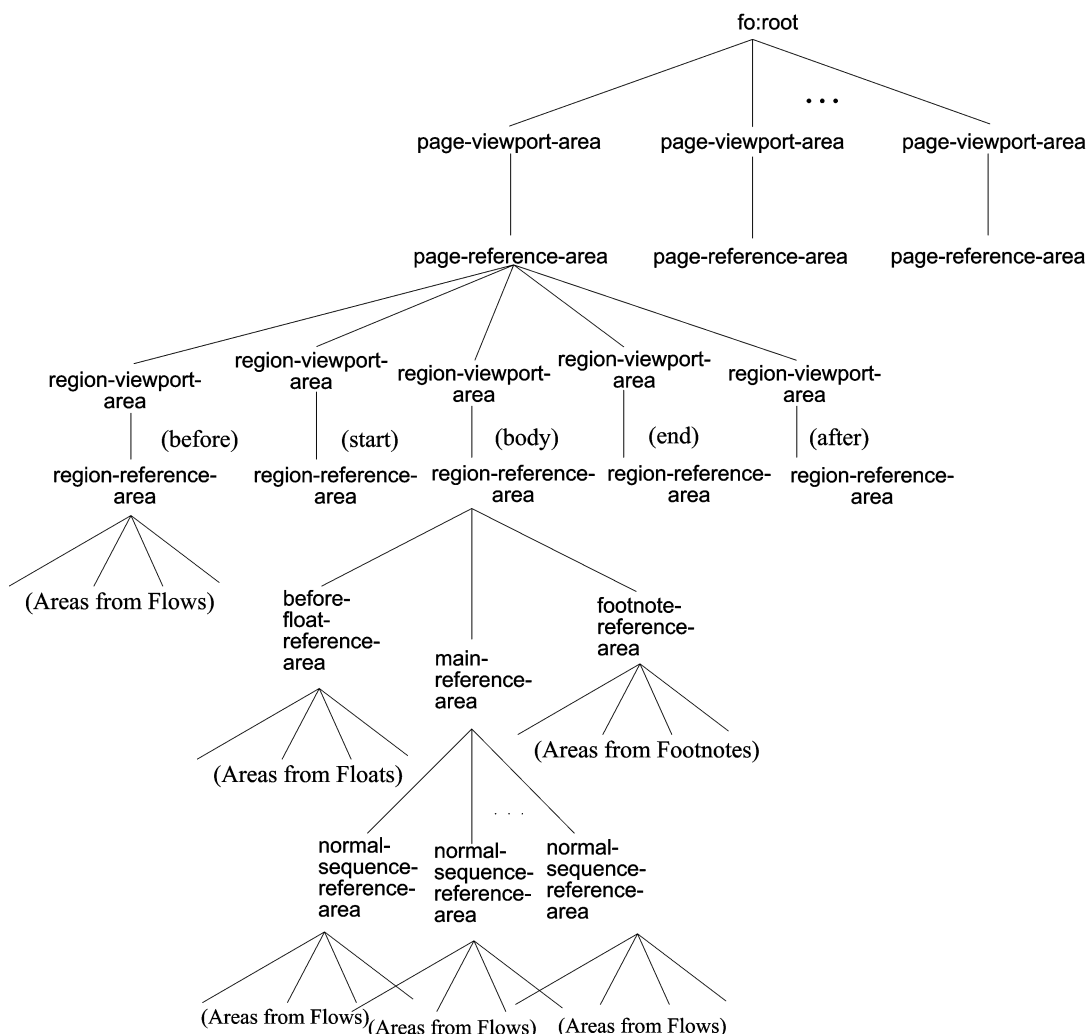 fo:root
...
page-viewport-area page-viewport-area page-viewport-area
page-reference-area page-reference-area page-reference-area
region-viewport-
area
region-viewport-
area
region-viewport-
area
region-viewport-
area
region-viewport-
area
(before) (start) (body) (end) (after)
region-reference-
area
region-reference-
area
region-reference-
area
region-reference-
area
region-reference-
area
(Areas from Flows)
before-
float-
reference-
area
main-
reference-
area
footnote-
reference-
area
(Areas from Floats)
(Areas from Footnotes)
. . .
normal-
sequence-
reference-
area
normal-
sequence-
reference-
area
normal-
sequence-
reference-
area
(Areas from Flows)
(Areas from Flows)
(Areas from Flows)